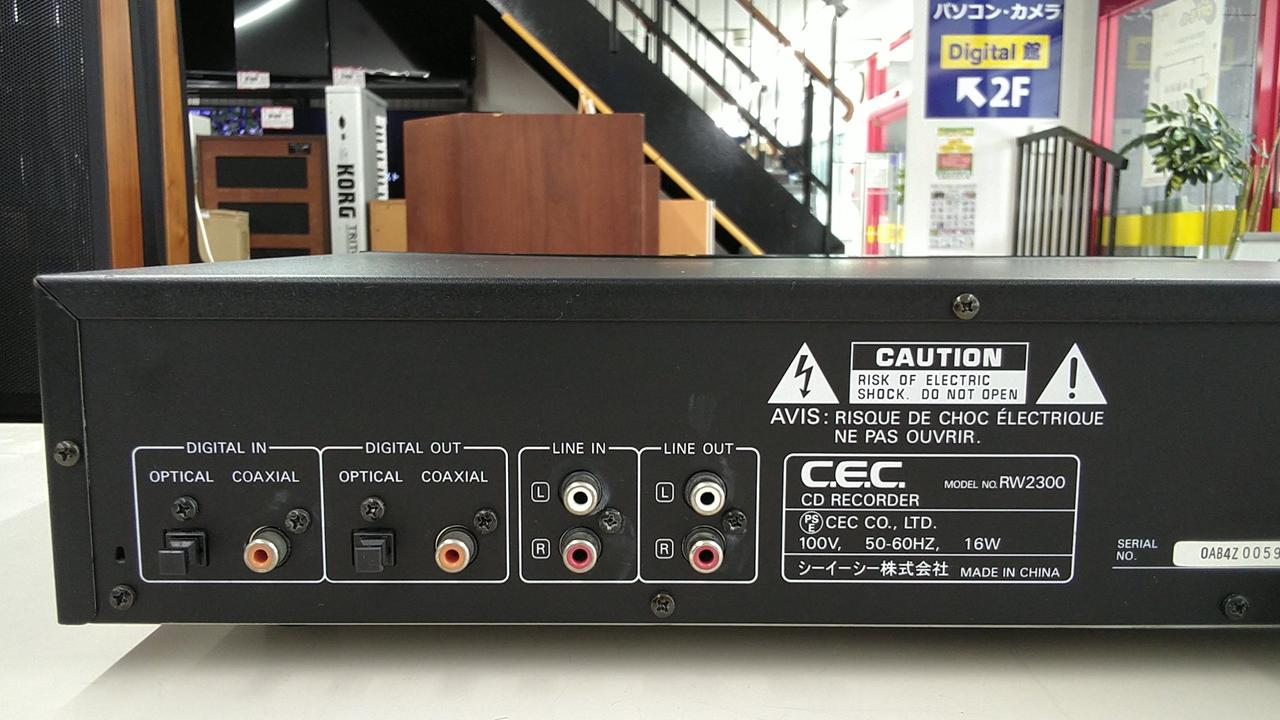 パソコン・カメラ
Digital 館
2F
KORG
CAUTION
RISK OF ELECTRIC
SHOCK. DO NOT OPEN
AVIS: RISQUE DE CHOC ÉLECTRIQUE
NE PAS OUVRIR.
DIGITAL IN
OPTICAL COAXIAL
DIGITAL OUT
OPTICAL COAXIAL
LINE IN
L
R
LINE OUT
L
R
C.E.C.
MODEL NO. RW2300
CD RECORDER
PSE CEC CO., LTD.
100V, 50-60HZ, 16W
シーイーシー株式会社 MADE IN CHINA
SERIAL
NO.
0AB4Z0059